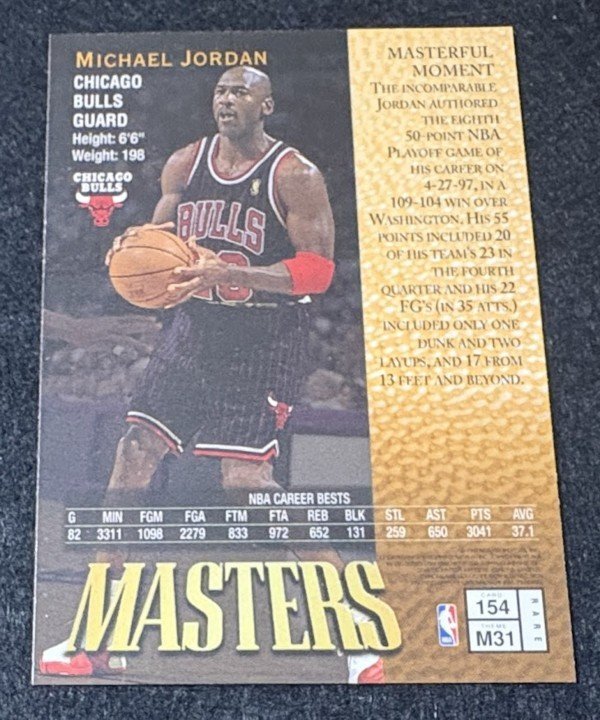 MICHAEL JORDAN
CHICAGO
BULLS
GUARD
Height: 6'6"
Weight: 198
CHICAGO
BULLS
BULLS
MASTERFUL
MOMENT
THE INCOMPARABLE
JORDAN AUTHORED
THE EIGHTH
50-POINT NBA
PLAYOFF GAME OF
HIS CAREER ON
4-27-97, IN A
109-104 WIN OVER
WASHINGTON. HIS 55
POINTS INCLUDED 20
OF HIS TEAM'S 23 IN
THE FOURTH
QUARTER AND HIS 22
FG'S (IN 35 ATTS.)
INCLUDED ONLY ONE
DUNK AND TWO
LAYUPS, AND 17 FROM
13 FEET AND BEYOND.
NBA CAREER BESTS
G MIN FGM FGA FTM FTA REB BLK STL AST PTS AVG
82 3311 1098 2279 833 972 652 131 259 650 3041 37.1
MASTERS
NBA
CARD
154
THEME
M31
RARE